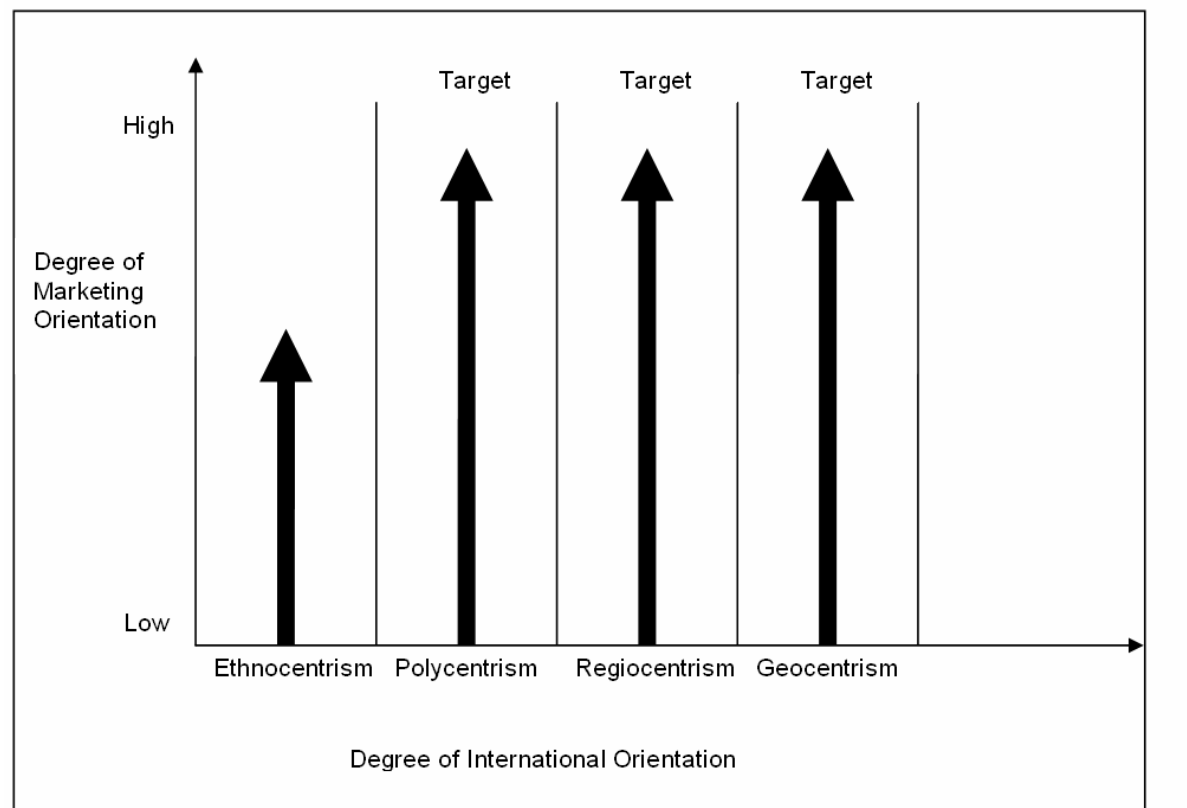 Target
Target
Target
High
Degree of
Marketing
Orientation
Low
Ethnocentrism
Polycentrism
Regiocentrism
Geocentrism
Degree of International Orientation